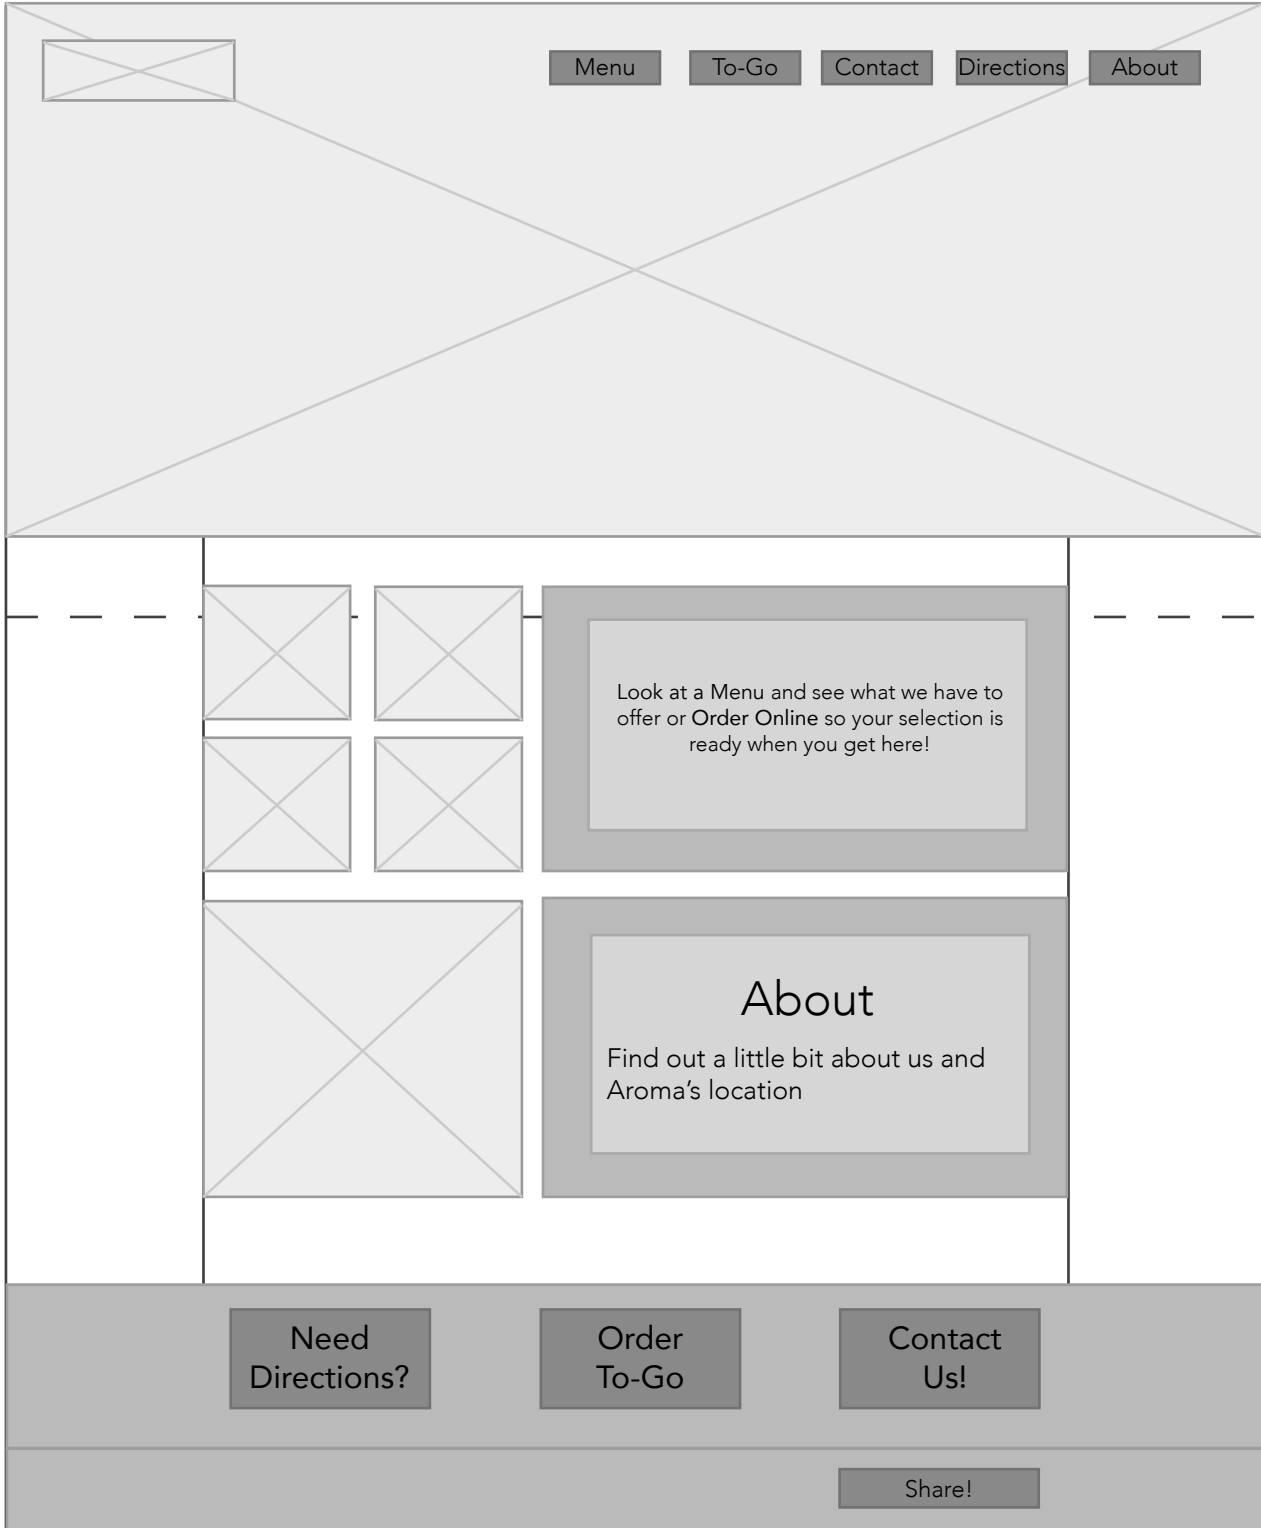 Menu
To-Go
Contact
Directions
About
Look at a Menu and see what we have to
offer or Order Online so your selection is
ready when you get here!
About
Find out a little bit about us and
Aroma’s location
Need
Directions?
Order
To-Go
Contact
Us!
Share!